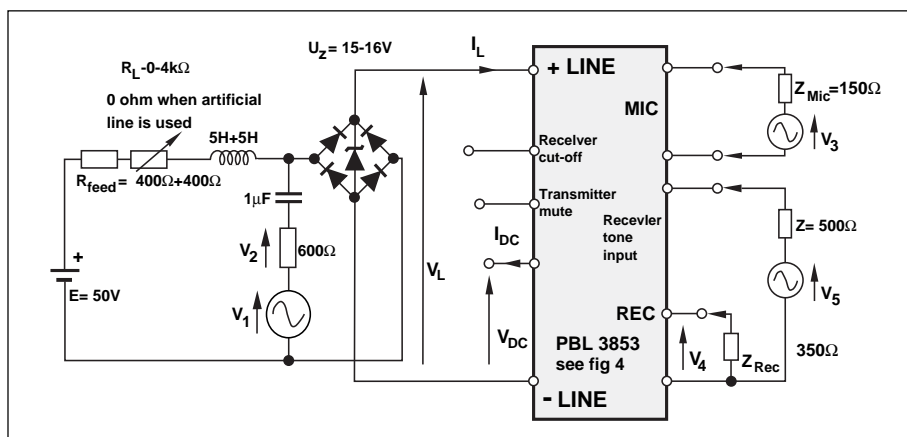 U_Z = 15-16V
R_L -0-4kΩ
0 ohm when artificial
line is used
5H+5H
R_feed = 400Ω+400Ω
1μF
V_2
600Ω
V_1
+
E= 50V
I_L
V_L
+ LINE
MIC
Receiver
cut-off
Transmitter
mute
I_DC
V_DC
Recevler
tone
input
REC
PBL 3853
see fig 4
- LINE
Z_Mic =150Ω
V_3
Z= 500Ω
V_5
V_4
Z_Rec
350Ω